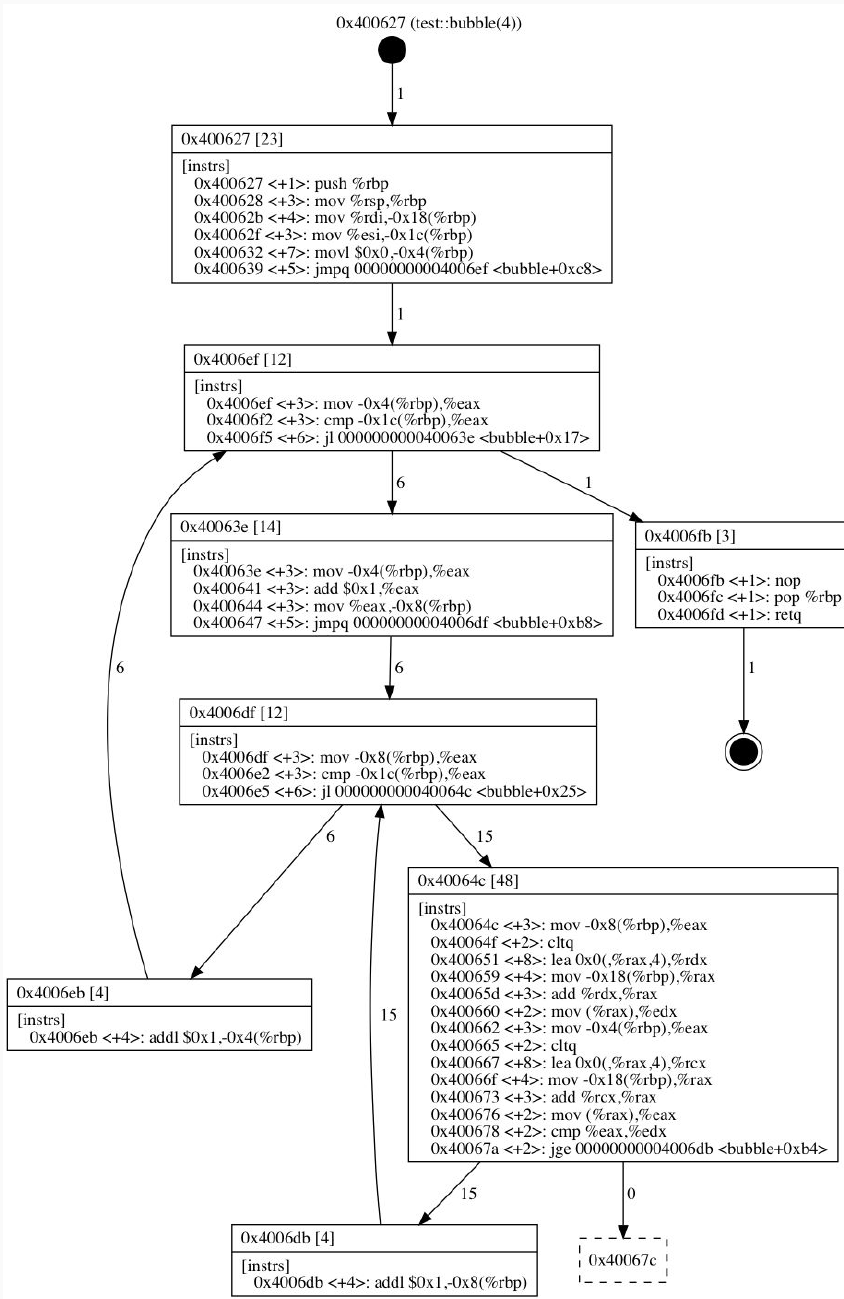 0x400627 (test::bubble(4))
1
0x400627 [23]
[instrs]
0x400627 <+1>: push %rbp
0x400628 <+3>: mov %rsp,%rbp
0x40062b <+4>: mov %rdi,-0x18(%rbp)
0x40062f <+3>: mov %esi,-0x1c(%rbp)
0x400632 <+7>: movl $0x0,-0x4(%rbp)
0x400639 <+5>: jmpq 00000000004006ef <bubble+0xc8>
1
0x4006ef [12]
[instrs]
0x4006ef <+3>: mov -0x4(%rbp),%eax
0x4006f2 <+3>: cmp -0x1c(%rbp),%eax
0x4006f5 <+6>: jl 000000000040063e <bubble+0x17>
6
1
0x40063e [14]
[instrs]
0x40063e <+3>: mov -0x4(%rbp),%eax
0x400641 <+3>: add $0x1,%eax
0x400644 <+3>: mov %eax,-0x8(%rbp)
0x400647 <+5>: jmpq 00000000004006df <bubble+0xb8>
0x4006fb [3]
[instrs]
0x4006fb <+1>: nop
0x4006fc <+1>: pop %rbp
0x4006fd <+1>: retq
6
6
1
0x4006df [12]
[instrs]
0x4006df <+3>: mov -0x8(%rbp),%eax
0x4006e2 <+3>: cmp -0x1c(%rbp),%eax
0x4006e5 <+6>: jl 000000000040064c <bubble+0x25>
6
15
0x40064c [48]
[instrs]
0x40064c <+3>: mov -0x8(%rbp),%eax
0x40064f <+2>: cltq
0x400651 <+8>: lea 0x0(,%rax,4),%rdx
0x400659 <+4>: mov -0x18(%rbp),%rax
0x40065d <+3>: add %rdx,%rax
0x400660 <+2>: mov (%rax),%edx
0x400662 <+3>: mov -0x4(%rbp),%eax
0x400665 <+2>: cltq
0x400667 <+8>: lea 0x0(,%rax,4),%rcx
0x40066f <+4>: mov -0x18(%rbp),%rax
0x400673 <+3>: add %rcx,%rax
0x400676 <+2>: mov (%rax),%eax
0x400678 <+2>: cmp %eax,%edx
0x40067a <+2>: jge 00000000004006db <bubble+0xb4>
0x4006eb [4]
[instrs]
0x4006eb <+4>: addl $0x1,-0x4(%rbp)
15
15
0
0x4006db [4]
[instrs]
0x4006db <+4>: addl $0x1,-0x8(%rbp)
0x40067c